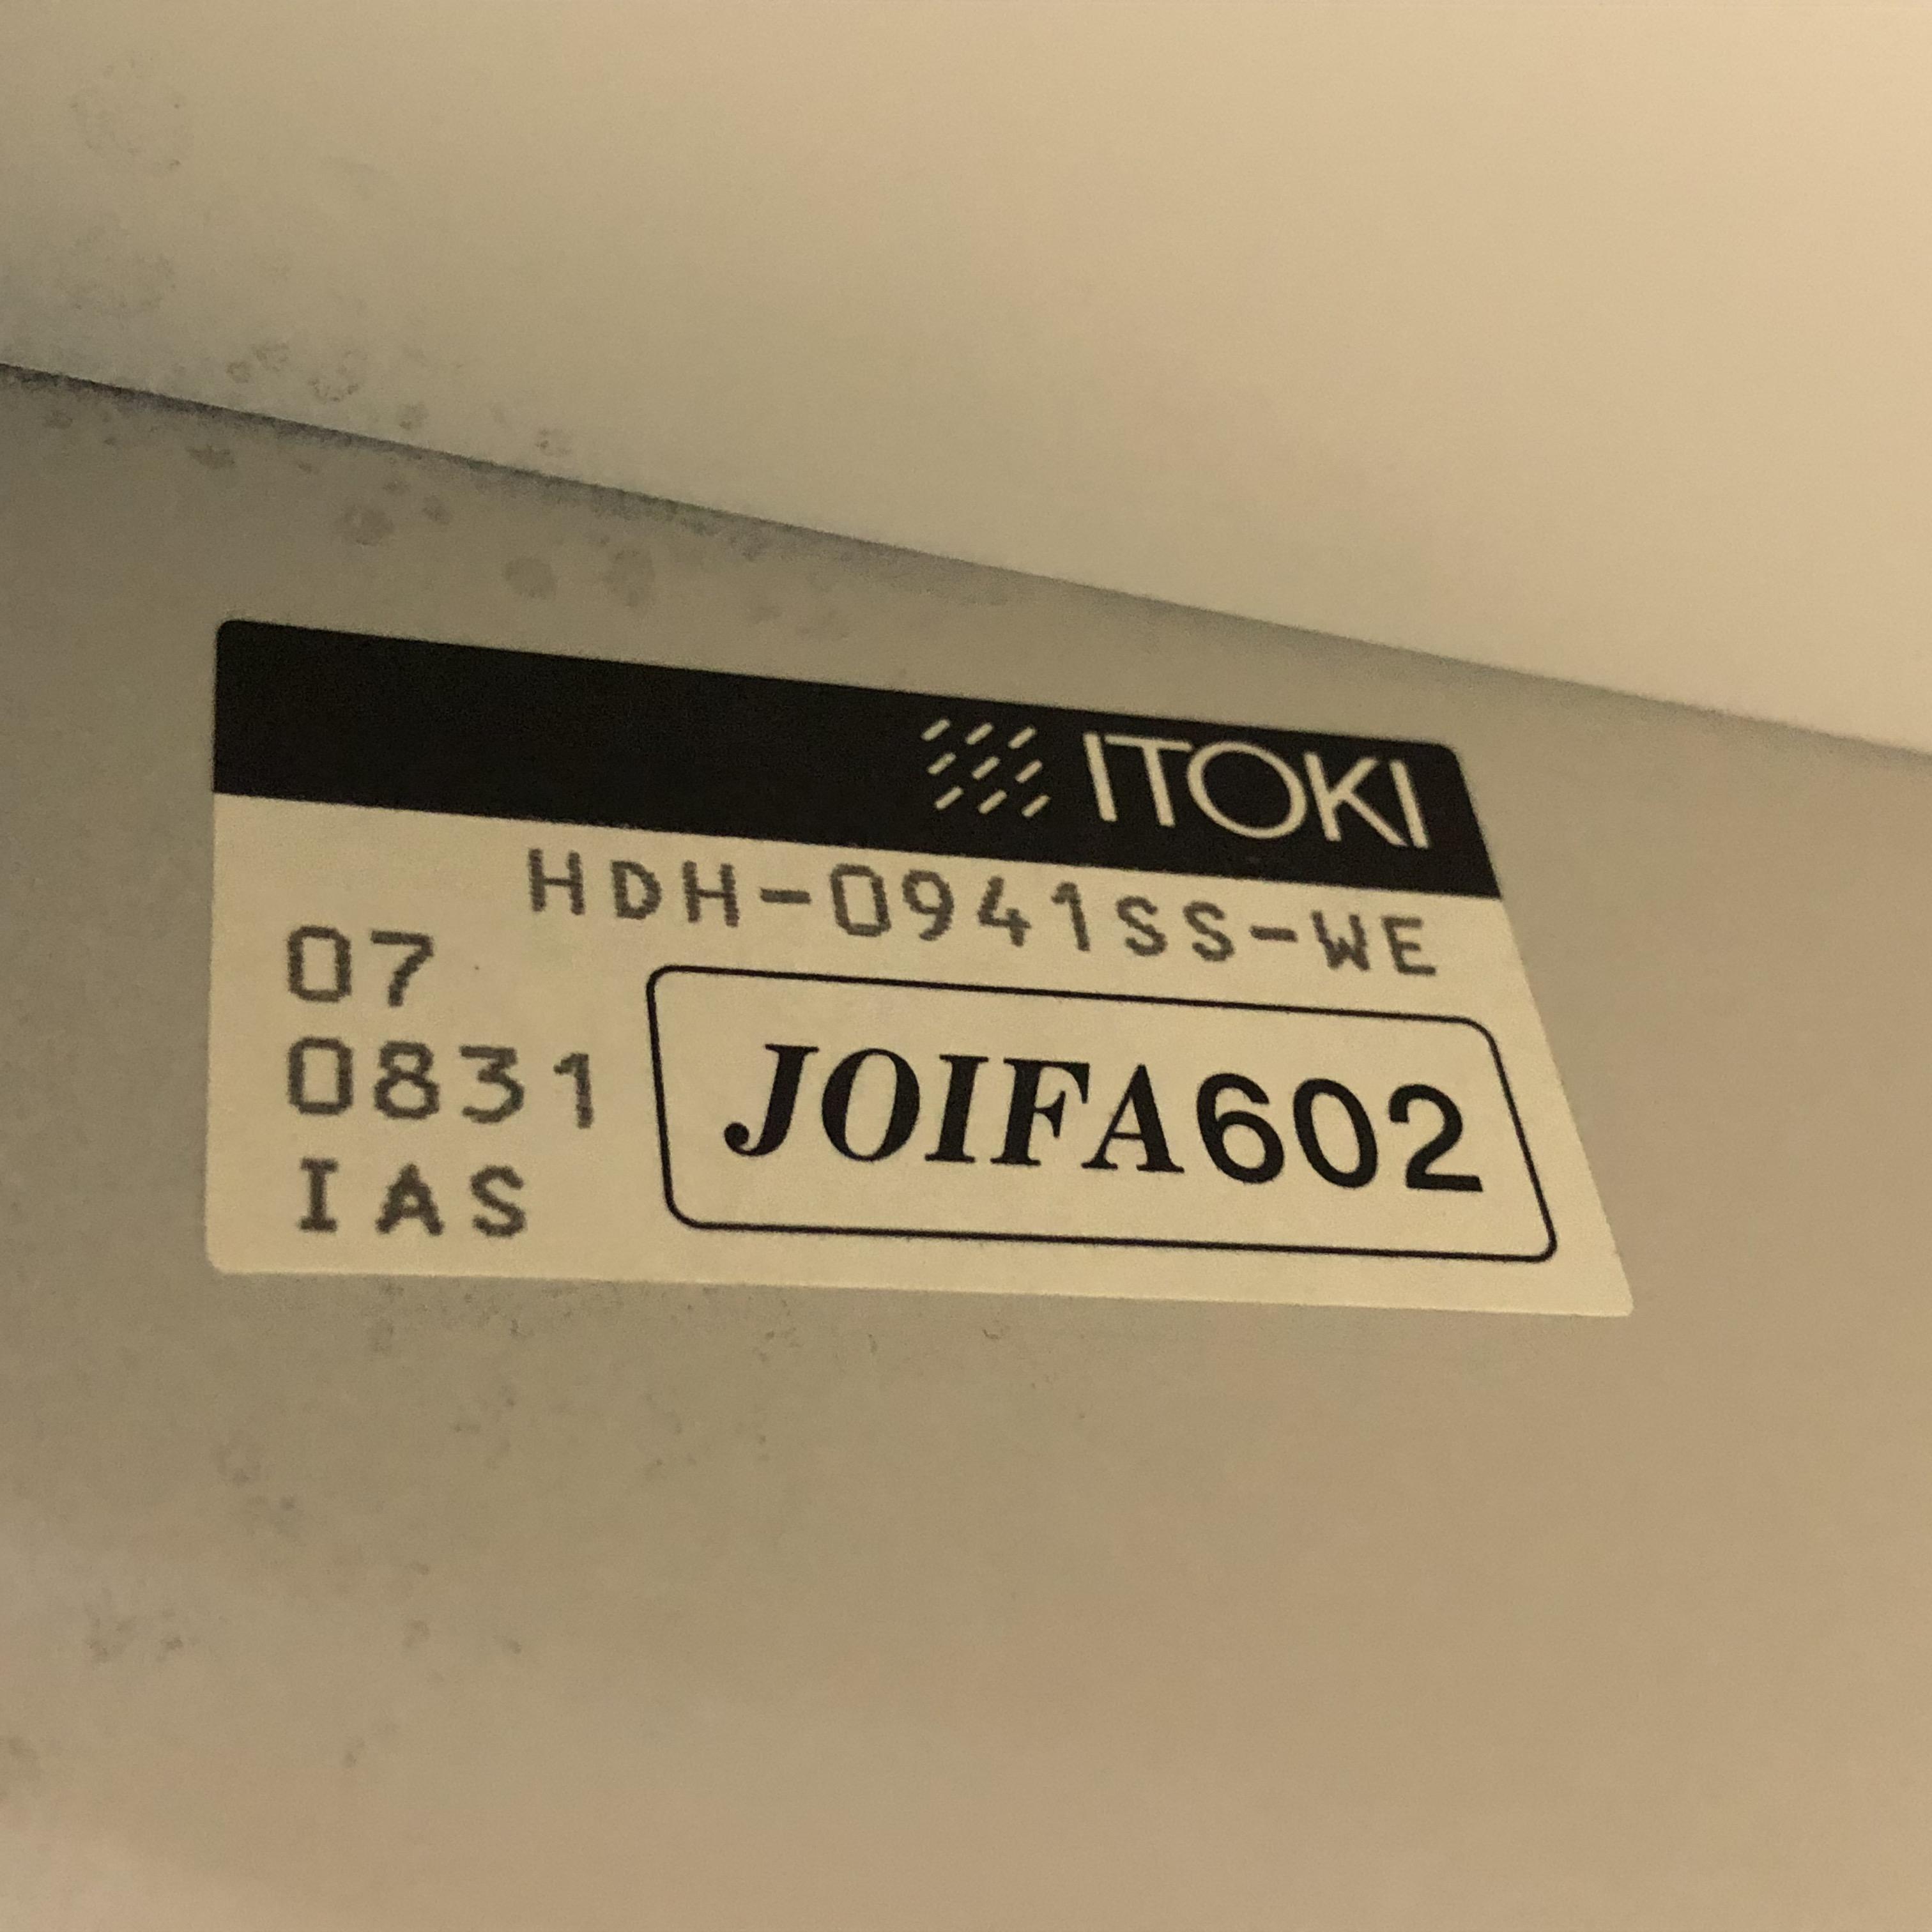 ITOKI
HDH-0941SS-WE
07
0831
IAS
JOIFA602